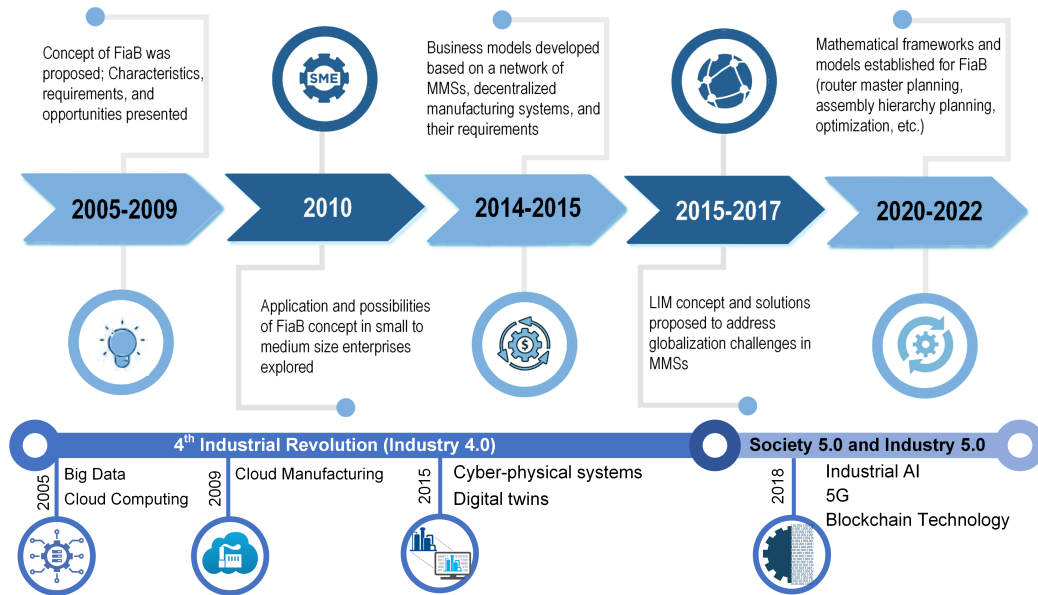 Concept of FiaB was
proposed; Characteristics,
requirements, and
opportunities presented
SME
Business models developed
based on a network of
MMSs, decentralized
manufacturing systems, and
their requirements
Mathematical frameworks and
models established for FiaB
(router master planning,
assembly hierarchy planning,
optimization, etc.)
2005-2009
2010
2014-2015
2015-2017
2020-2022
Application and possibilities
of FiaB concept in small to
medium size enterprises
explored
$
LIM concept and solutions
proposed to address
globalization challenges in
MMSs
4th Industrial Revolution (Industry 4.0)
Society 5.0 and Industry 5.0
2005
Big Data
Cloud Computing
2009
Cloud Manufacturing
2015
Cyber-physical systems
Digital twins
2018
Industrial AI
5G
Blockchain Technology